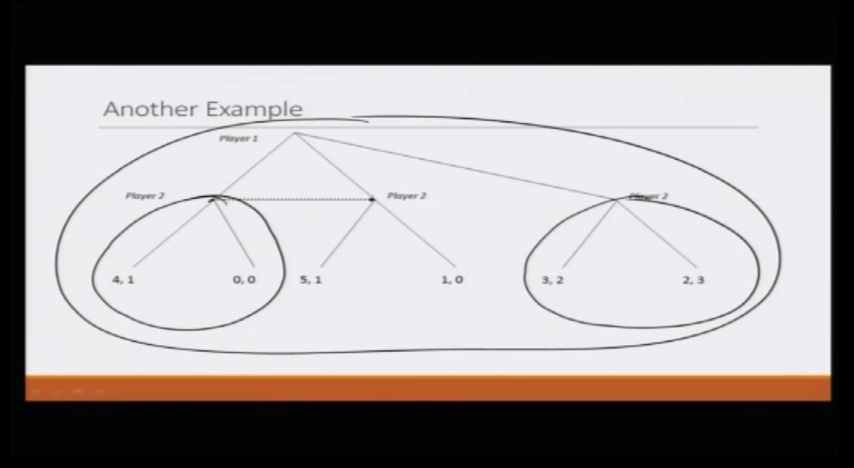 Another Example
Player 1
Player 2
Player 2
Player 2
4, 1
0, 0
5, 1
1, 0
3, 2
2, 3